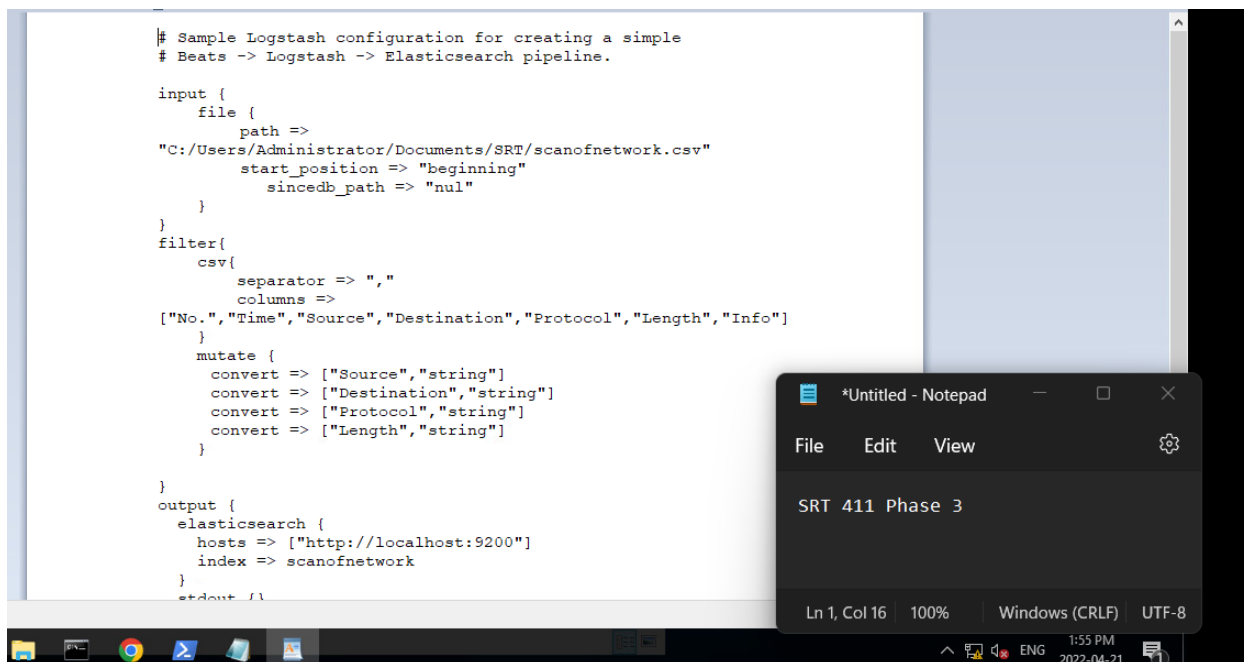 # Sample Logstash configuration for creating a simple
# Beats -> Logstash -> Elasticsearch pipeline.
input {
file {
path =>
"C:/Users/Administrator/Documents/SRT/scanofnetwork.csv"
start_position => "beginning"
sincedb_path => "nul"
}
}
filter{
csv{
separator => ","
columns =>
["No.","Time","Source","Destination","Protocol","Length","Info"]
}
mutate {
convert => ["Source","string"]
convert => ["Destination","string"]
convert => ["Protocol","string"]
convert => ["Length","string"]
}
}
output {
elasticsearch {
hosts => ["http://localhost:9200"]
index => scanofnetwork
}
stdout {}
*Untitled - Notepad
File Edit View
SRT 411 Phase 3
Ln 1, Col 16 100% Windows (CRLF) UTF-8
ENG
1:55 PM
2022-04-21